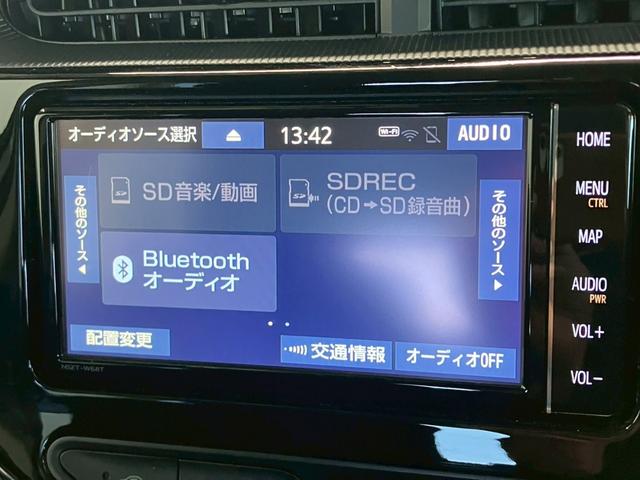 オーディオソース選択
13:42
Wi-Fi
AUDIO
その他のソース
SD音楽/動画
SDREC
(CD→SD録音曲)
その他のソース
Bluetooth
オーディオ
配置変更
交通情報
オーディオOFF
NSZT-W68T
HOME
MENU
CTRL
MAP
AUDIO
PWR
VOL+
VOL-